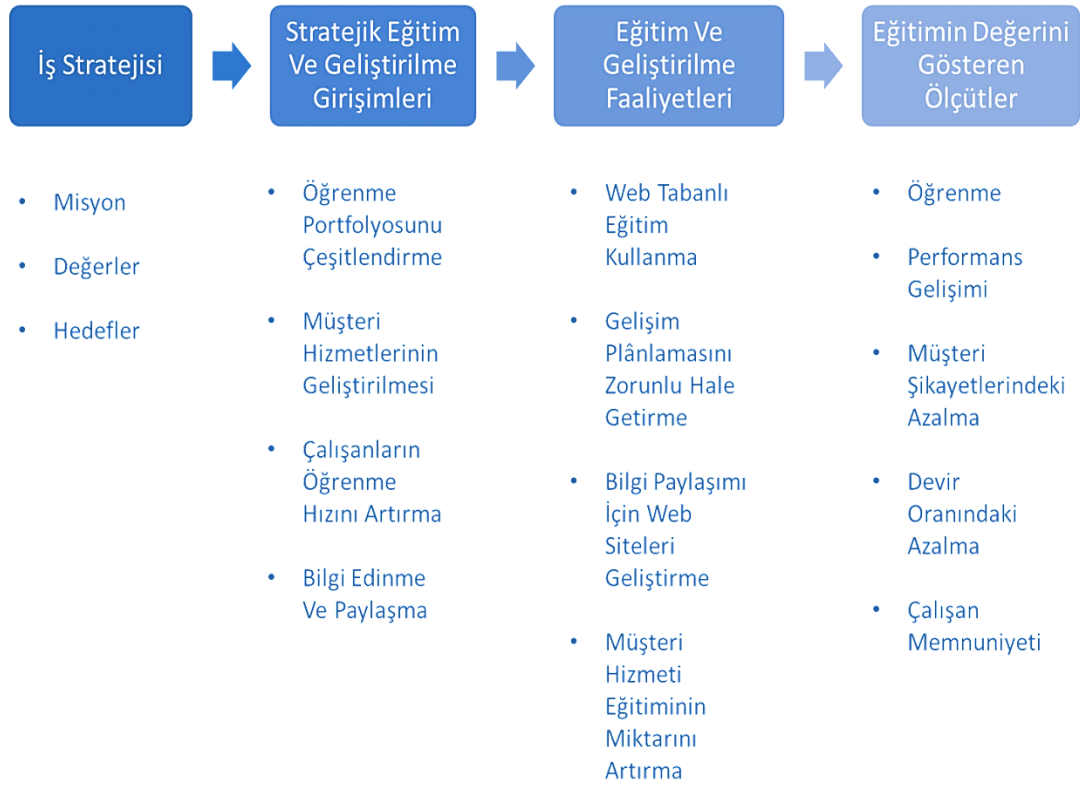 İş Stratejisi
Stratejik Eğitim
Ve Geliştirilme
Girişimleri
Eğitim Ve
Geliştirilme
Faaliyetleri
Eğitimin Değerini
Gösteren
Ölçütler
• Misyon
• Değerler
• Hedefler
• Öğrenme
Portfolyosunu
Çeşitlendirme
• Müşteri
Hizmetlerinin
Geliştirilmesi
• Çalışanların
Öğrenme
Hızını Artırma
• Bilgi Edinme
Ve Paylaşma
• Web Tabanlı
Eğitim
Kullanma
• Gelişim
Plânlamasını
Zorunlu Hale
Getirme
• Bilgi Paylaşımı
İçin Web
Siteleri
Geliştirme
• Müşteri
Hizmeti
Eğitiminin
Miktarını
Artırma
• Öğrenme
• Performans
Gelişimi
• Müşteri
Şikayetlerindeki
Azalma
• Devir
Oranındaki
Azalma
• Çalışan
Memnuniyeti